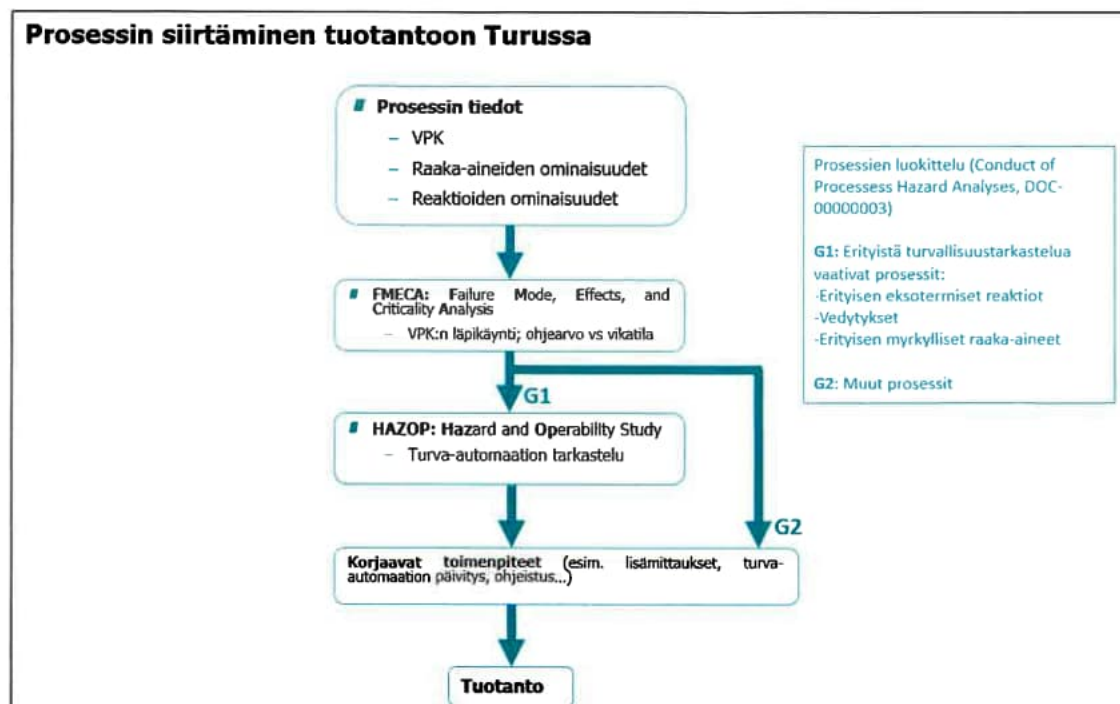 Prosessin siirtäminen tuotantoon Turussa
Prosessin tiedot
– VPK
– Raaka-aineiden ominaisuudet
– Reaktioiden ominaisuudet
Prosessien luokittelu (Conduct of
Processess Hazard Analyses, DOC-
00000003)
G1: Erityistä turvallisuustarkastelua
vaativat prosessit:
-Erityisen eksotermiset reaktiot
-Vedytykset
-Erityisen myrkylliset raaka-aineet
G2: Muut prosessit
FMECA: Failure Mode, Effects, and
Criticality Analysis
– VPK:n läpikäynti; ohjearvo vs vikatila
G1
HAZOP: Hazard and Operability Study
– Turva-automaation tarkastelu
G2
Korjaavat toimenpiteet (esim. lisämittaukset, turva-
automaation päivitys, ohjeistus...)
Tuotanto